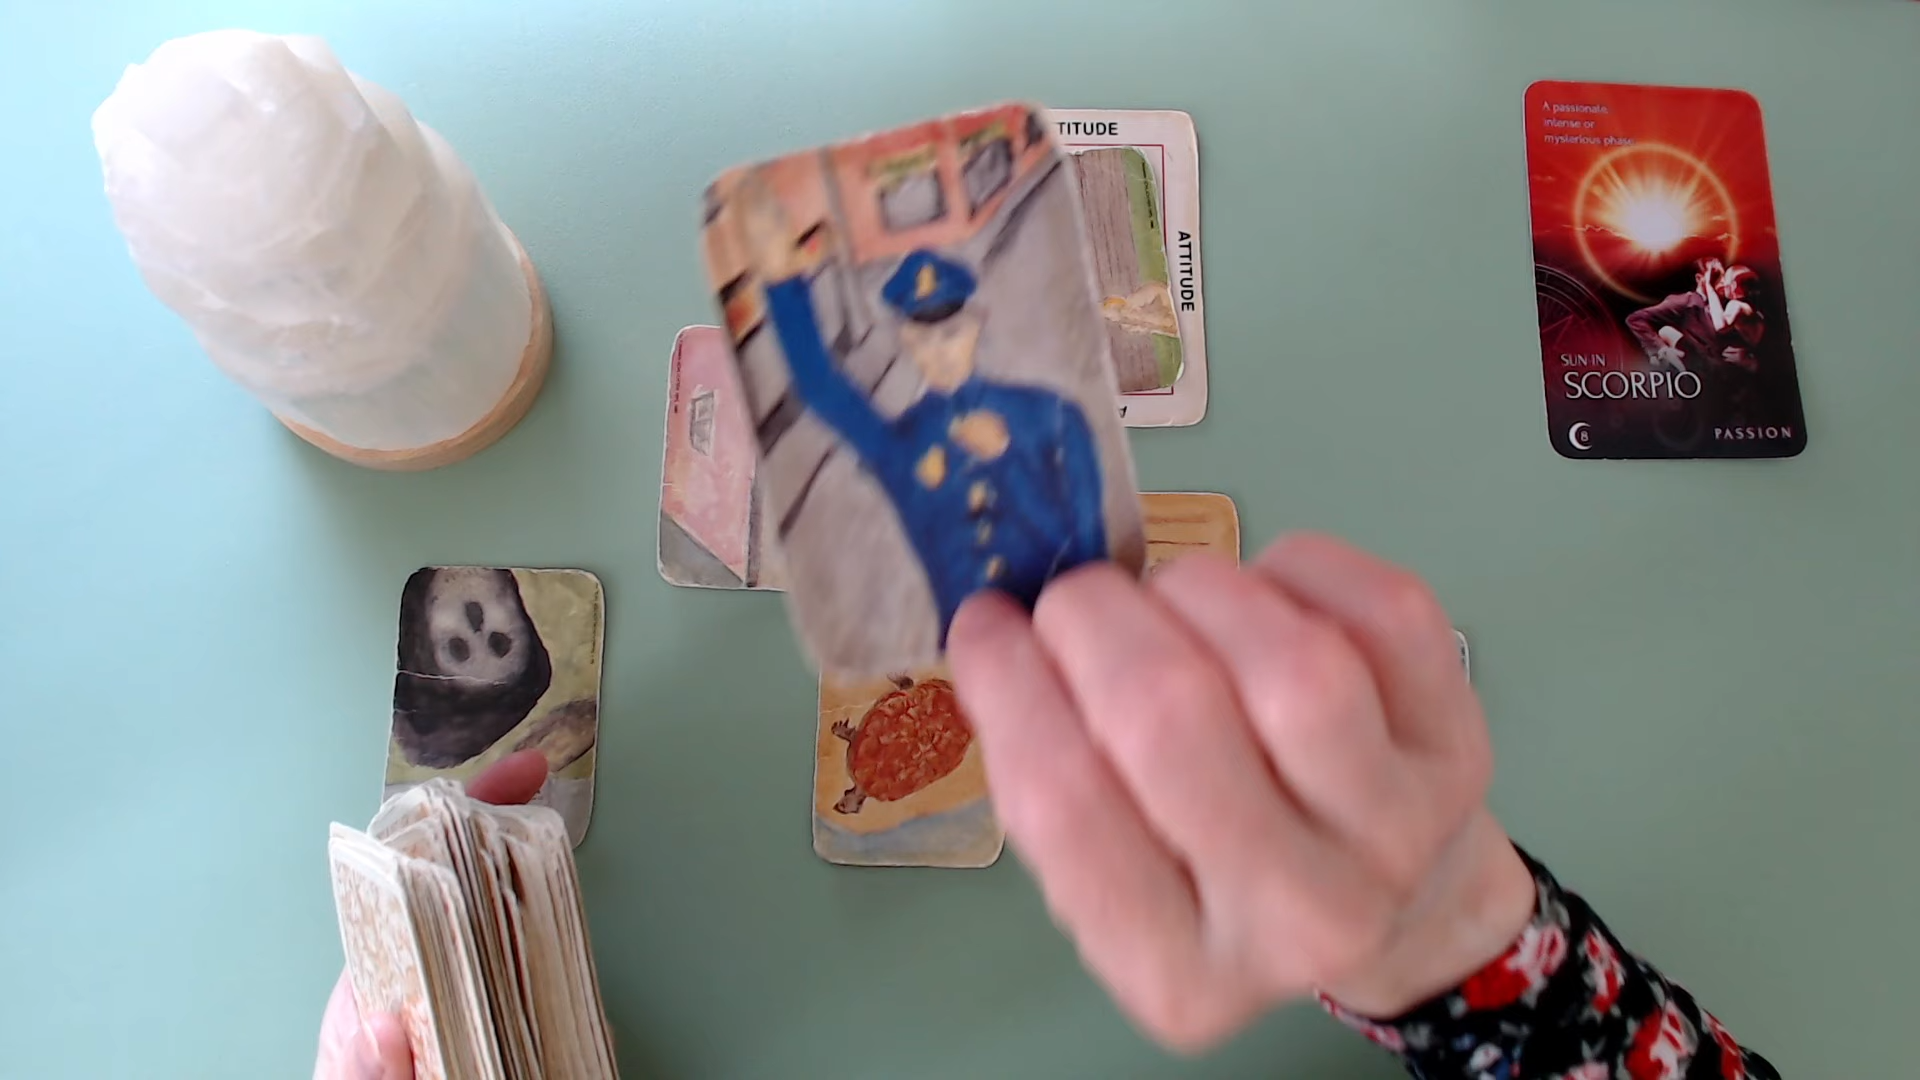 TITUDE
ATTITUDE
A passionate,
intense or
mysterious phase
SUN IN
SCORPIO
8
PASSION